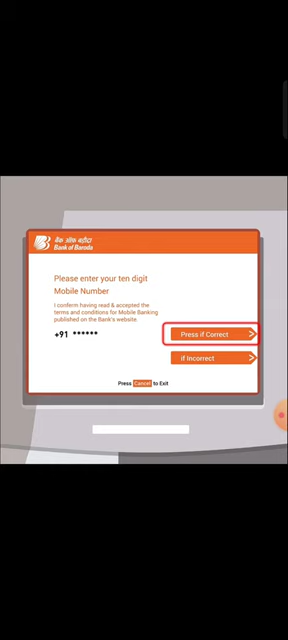 बैंक ऑफ़ बड़ौदा
Bank of Baroda
Please enter your ten digit
Mobile Number
I confirm having read & accepted the
terms and conditions for Mobile Banking
published on the Bank's website.
+91 ******
Press if Correct
if Incorrect
Press Cancel to Exit